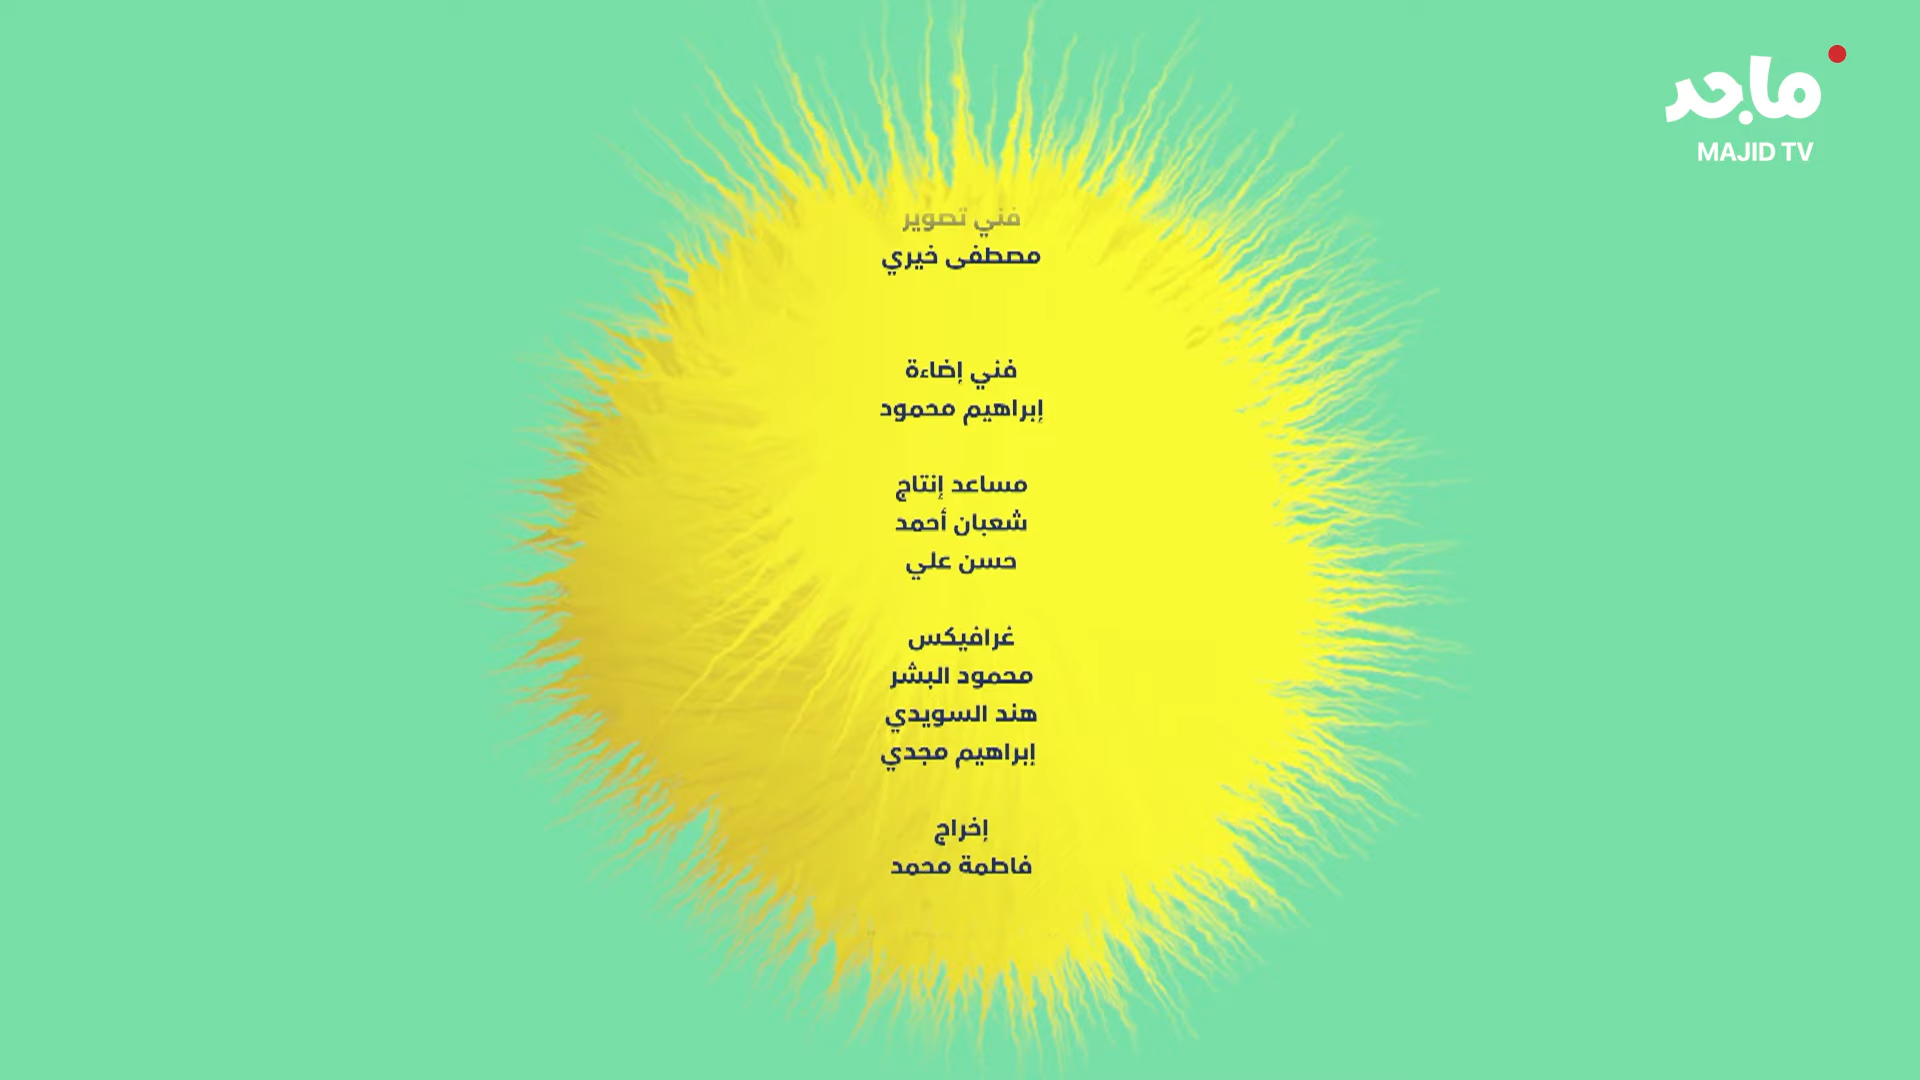 ماجد
MAJID TV
فني تصوير
مصطفى خيري
فني إضاءة
إبراهيم محمود
مساعد إنتاج
شعبان أحمد
حسن علي
غرافيكس
محمود البشر
هند السويدي
إبراهيم مجدي
إخراج
فاطمة محمد